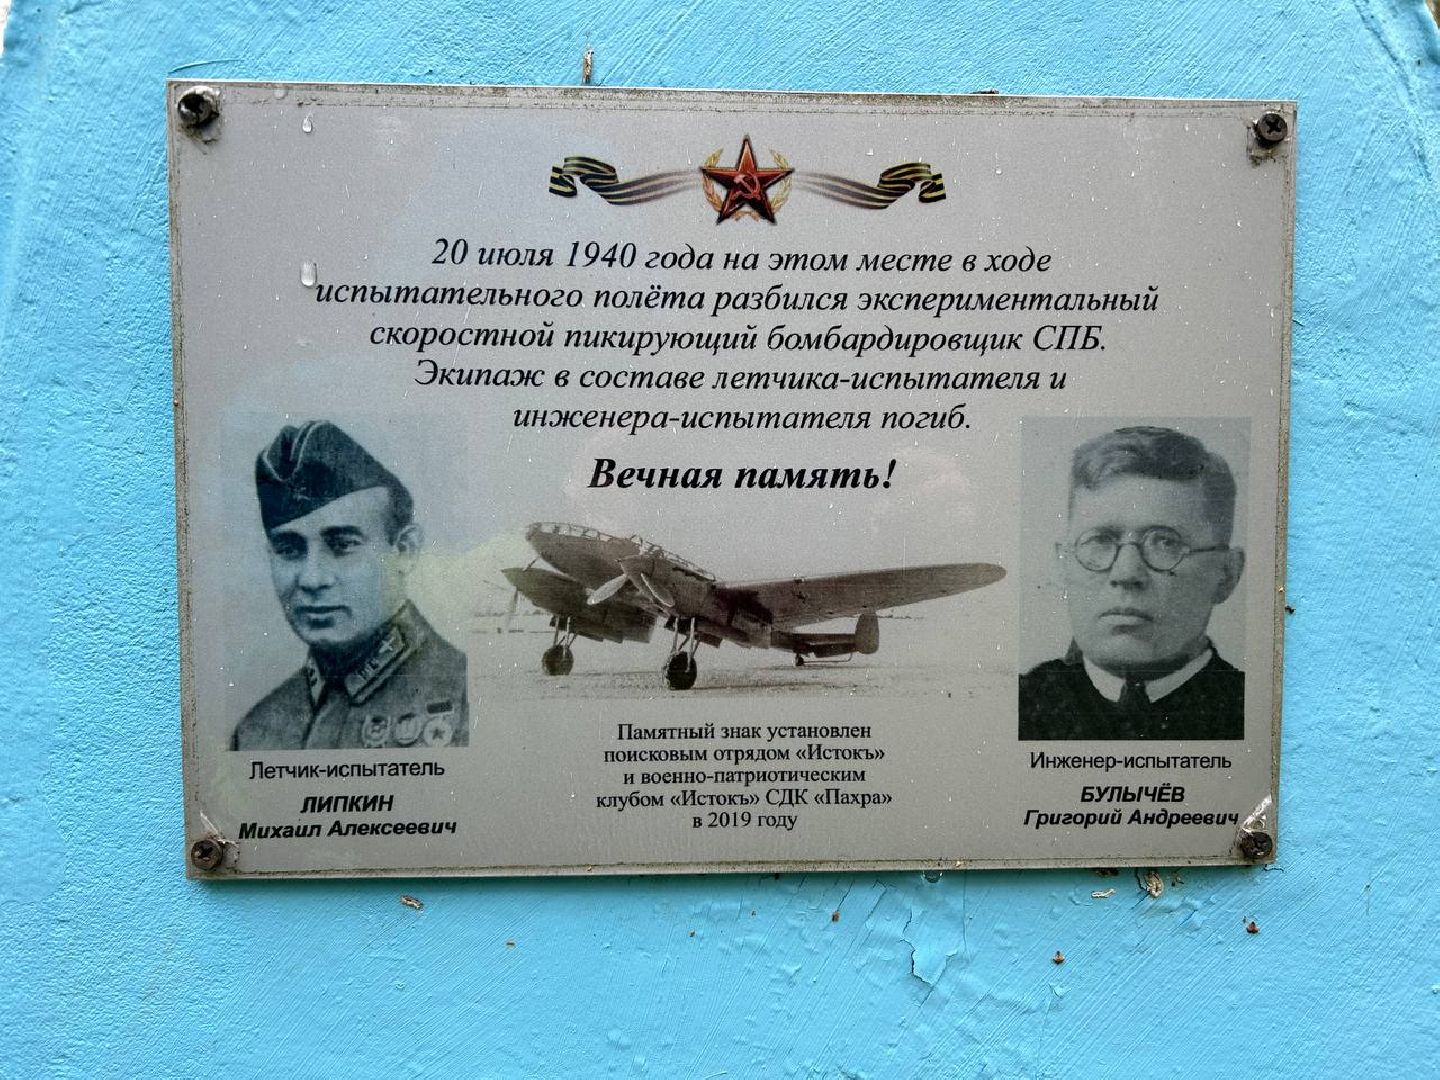 20 июля 1940 года на этом месте в ходе
испытательного полёта разбился экспериментальный
скоростной пикирующий бомбардировщик СПБ.
Экипаж в составе летчика-испытателя и
инженера-испытателя погиб.
Вечная память!
Летчик-испытатель
ЛИПКИН
Михаил Алексеевич
Памятный знак установлен
поисковым отрядом «Истокъ»
и военно-патриотическим
клубом «Истокъ» СДК «Пахра»
в 2019 году
Инженер-испытатель
БУЛЫЧЁВ
Григорий Андреевич